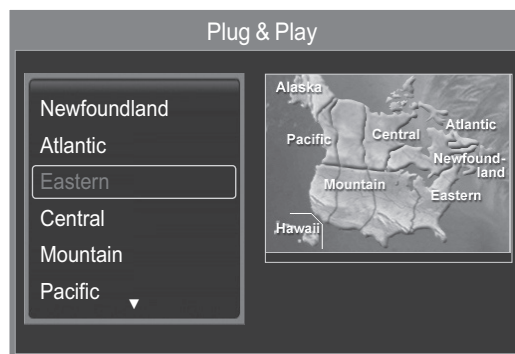 Plug & Play
Newfoundland
Atlantic
Eastern
Central
Mountain
Pacific
▼
Alaska
Pacific
Central
Atlantic
Newfound-
land
Mountain
Eastern
Hawaii